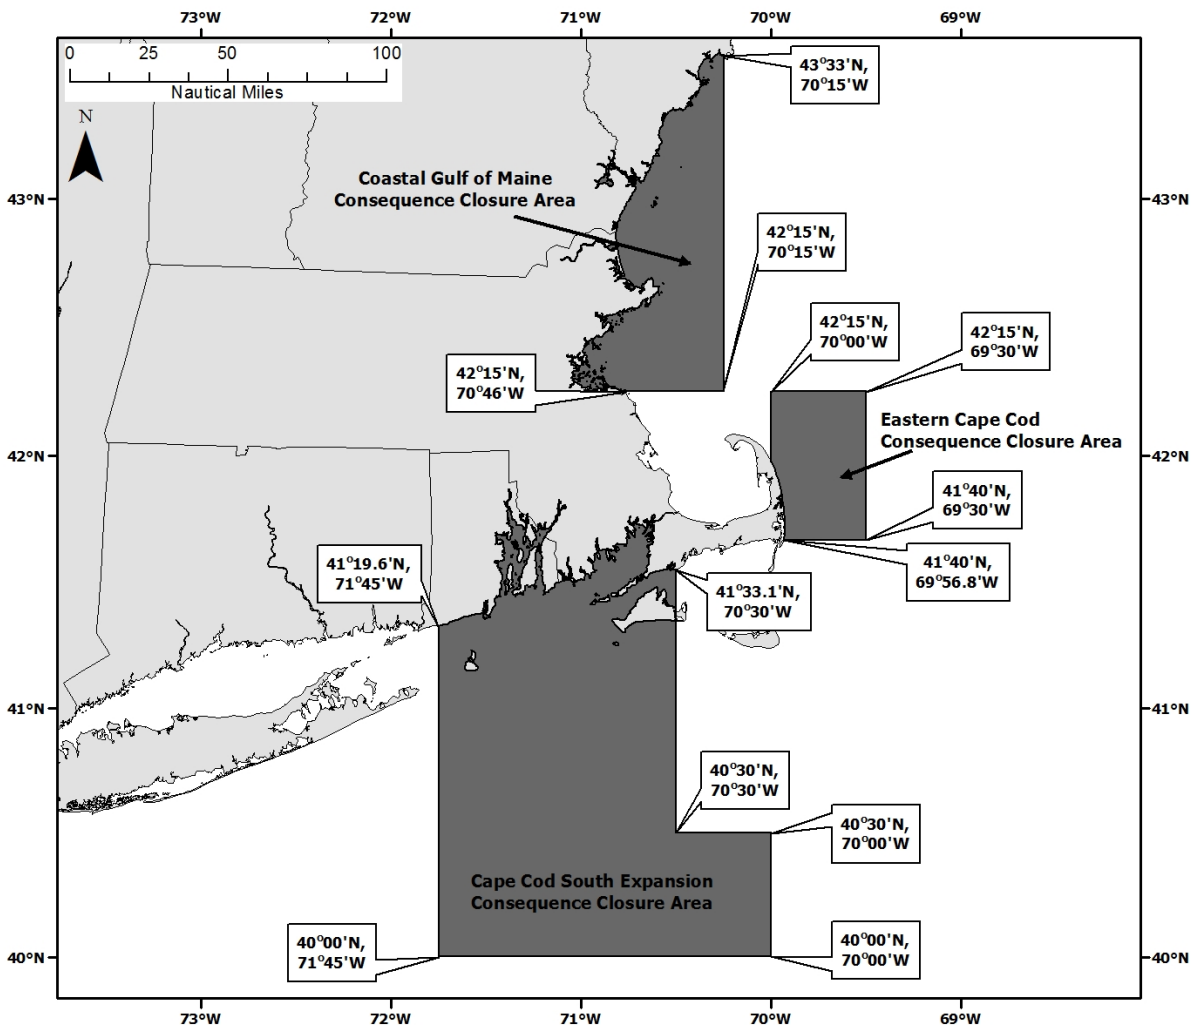 73°W 72°W 71°W 70°W 69°W
0 25 50 100
Nautical Miles
N
43°33'N,
70°15'W
Coastal Gulf of Maine
Consequence Closure Area
43°N
43°N
42°15'N,
70°15'W
42°15'N,
70°00'W
42°15'N,
69°30'W
42°15'N,
70°46'W
Eastern Cape Cod
Consequence Closure Area
42°N
42°N
41°40'N,
69°30'W
41°40'N,
69°56.8'W
41°19.6'N,
71°45'W
41°33.1'N,
70°30'W
41°N
41°N
40°30'N,
70°30'W
40°30'N,
70°00'W
Cape Cod South Expansion
Consequence Closure Area
40°00'N,
71°45'W
40°00'N,
70°00'W
40°N
40°N
73°W 72°W 71°W 70°W 69°W